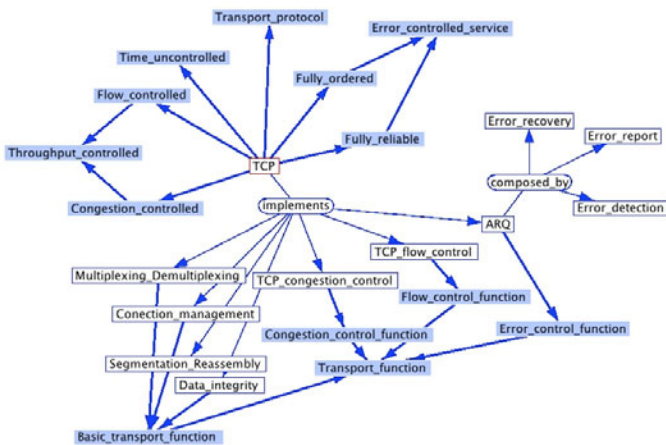 Transport_protocol
Error_controlled_service
Time_uncontrolled
Fully_ordered
Flow_controlled
Error_recovery
Error_report
Fully_reliable
Throughput_controlled
TCP
composed_by
Congestion_controlled
implements
Error_detection
ARQ
TCP_flow_control
Multiplexing_Demultiplexing
TCP_congestion_control
Flow_control_function
Conection_management
Congestion_control_function
Error_control_function
Segmentation_Reassembly
Transport_function
Data_integrity
Basic_transport_function